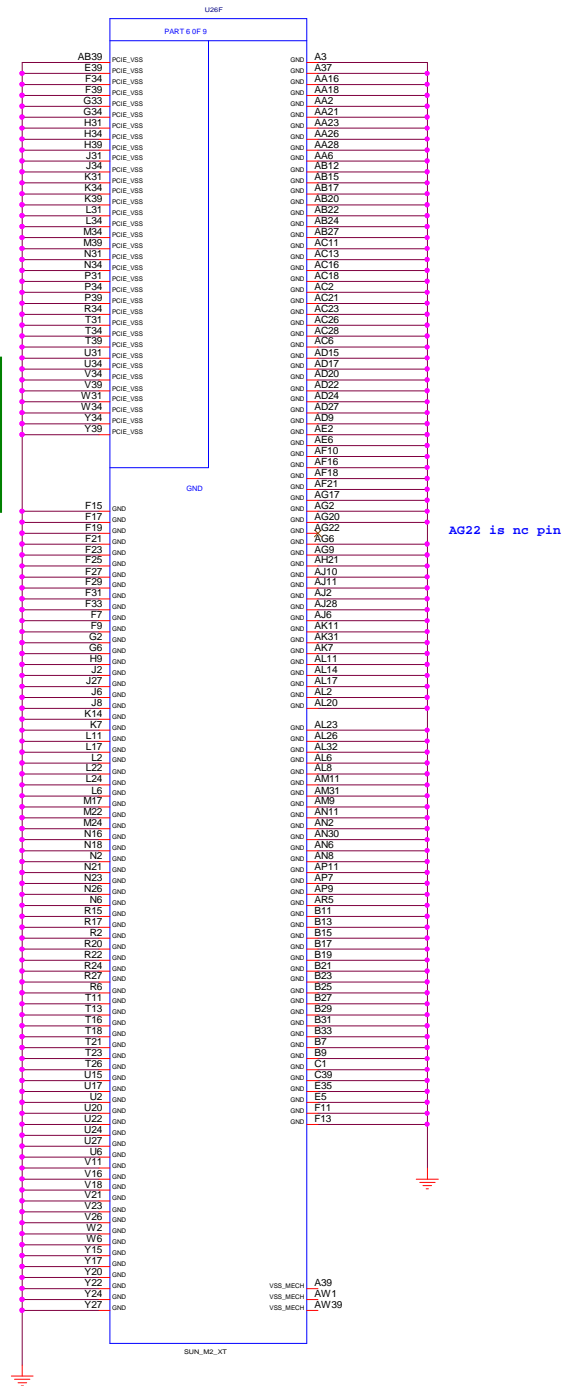 U26F
PART 6 0F 9
AB39 PCIE_VSS
E39 PCIE_VSS
F34 PCIE_VSS
F39 PCIE_VSS
G33 PCIE_VSS
G34 PCIE_VSS
H31 PCIE_VSS
H34 PCIE_VSS
H39 PCIE_VSS
J31 PCIE_VSS
J34 PCIE_VSS
K31 PCIE_VSS
K34 PCIE_VSS
K39 PCIE_VSS
L31 PCIE_VSS
L34 PCIE_VSS
M34 PCIE_VSS
M39 PCIE_VSS
N31 PCIE_VSS
N34 PCIE_VSS
P31 PCIE_VSS
P34 PCIE_VSS
P39 PCIE_VSS
R34 PCIE_VSS
T31 PCIE_VSS
T34 PCIE_VSS
T39 PCIE_VSS
U31 PCIE_VSS
U34 PCIE_VSS
V34 PCIE_VSS
V39 PCIE_VSS
W31 PCIE_VSS
W34 PCIE_VSS
Y34 PCIE_VSS
Y39 PCIE_VSS
GND
F15 GND
F17 GND
F19 GND
F21 GND
F23 GND
F25 GND
F27 GND
F29 GND
F31 GND
F33 GND
F7 GND
F9 GND
G2 GND
G6 GND
H9 GND
J2 GND
J27 GND
J6 GND
J8 GND
K14 GND
K7 GND
L11 GND
L17 GND
L2 GND
L22 GND
L24 GND
L6 GND
M17 GND
M22 GND
M24 GND
N16 GND
N18 GND
N2 GND
N21 GND
N23 GND
N26 GND
N6 GND
R15 GND
R17 GND
R2 GND
R20 GND
R22 GND
R24 GND
R27 GND
R6 GND
T11 GND
T13 GND
T16 GND
T18 GND
T21 GND
T23 GND
T26 GND
U15 GND
U17 GND
U2 GND
U20 GND
U22 GND
U24 GND
U27 GND
U6 GND
V11 GND
V16 GND
V18 GND
V21 GND
V23 GND
V26 GND
W2 GND
W6 GND
Y15 GND
Y17 GND
Y20 GND
Y22 GND
Y24 GND
Y27 GND
GND A3
GND A37
GND AA16
GND AA18
GND AA2
GND AA21
GND AA23
GND AA26
GND AA28
GND AA6
GND AB12
GND AB15
GND AB17
GND AB20
GND AB22
GND AB24
GND AB27
GND AC11
GND AC13
GND AC16
GND AC18
GND AC2
GND AC21
GND AC23
GND AC26
GND AC28
GND AC6
GND AD15
GND AD17
GND AD20
GND AD22
GND AD24
GND AD27
GND AD9
GND AE2
GND AE6
GND AF10
GND AF16
GND AF18
GND AF21
GND AG17
GND AG2
GND AG20
GND AG22
AG22 is nc pin
GND AG6
GND AG9
GND AH21
GND AJ10
GND AJ11
GND AJ2
GND AJ28
GND AJ6
GND AK11
GND AK31
GND AK7
GND AL11
GND AL14
GND AL17
GND AL2
GND AL20
GND AL23
GND AL26
GND AL32
GND AL6
GND AL8
GND AM11
GND AM31
GND AM9
GND AN11
GND AN2
GND AN30
GND AN6
GND AN8
GND AP11
GND AP7
GND AP9
GND AR5
GND B11
GND B13
GND B15
GND B17
GND B19
GND B21
GND B23
GND B25
GND B27
GND B29
GND B31
GND B33
GND B7
GND B9
GND C1
GND C39
GND E35
GND E5
GND F11
GND F13
VSS_MECH A39
VSS_MECH AW1
VSS_MECH AW39
SUN_M2_XT